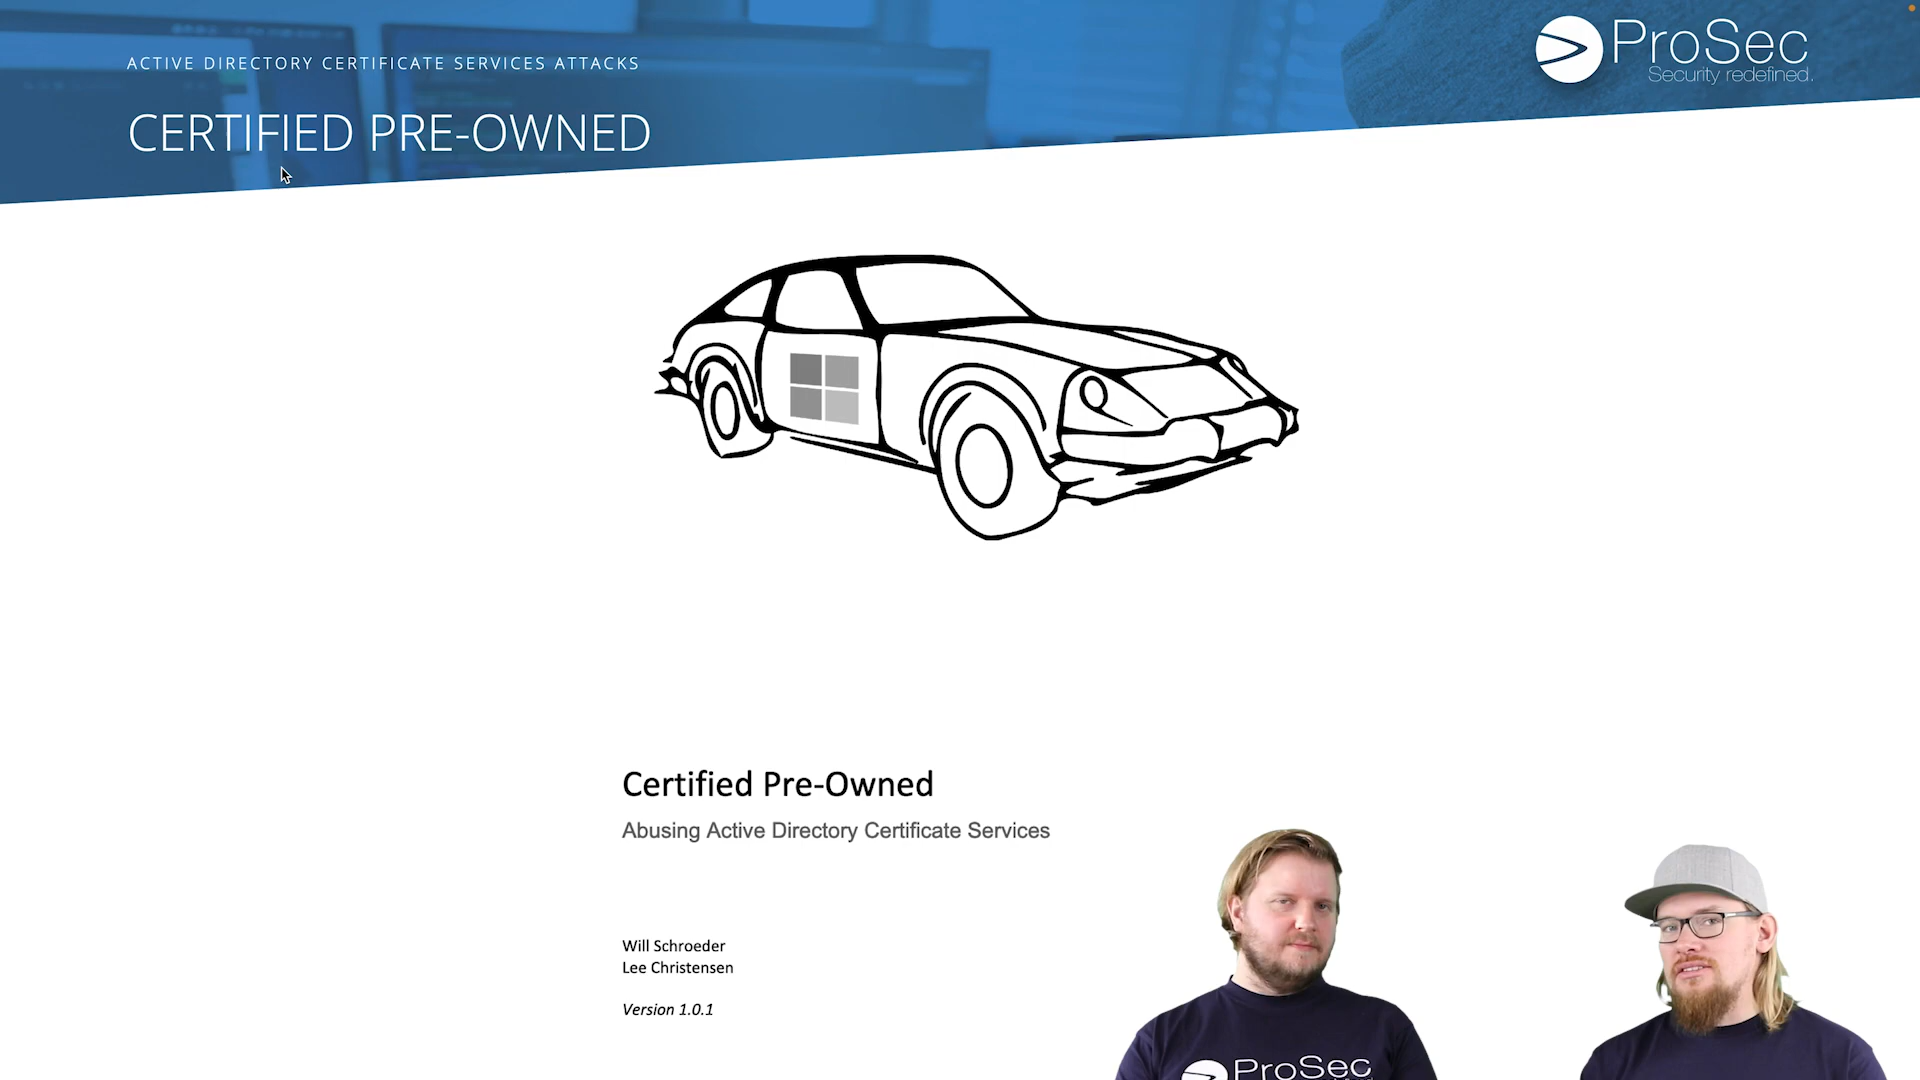 ACTIVE DIRECTORY CERTIFICATE SERVICES ATTACKS
CERTIFIED PRE-OWNED
ProSec
Security redefined.
Certified Pre-Owned
Abusing Active Directory Certificate Services
Will Schroeder
Lee Christensen
Version 1.0.1
ProSec